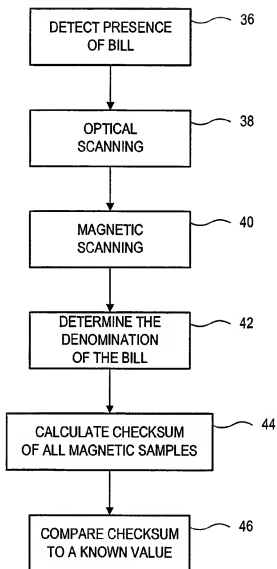 DETECT PRESENCE
OF BILL
36
OPTICAL
SCANNING
38
MAGNETIC
SCANNING
40
DETERMINE THE
DENOMINATION
OF THE BILL
42
CALCULATE CHECKSUM
OF ALL MAGNETIC SAMPLES
44
COMPARE CHECKSUM
TO A KNOWN VALUE
46